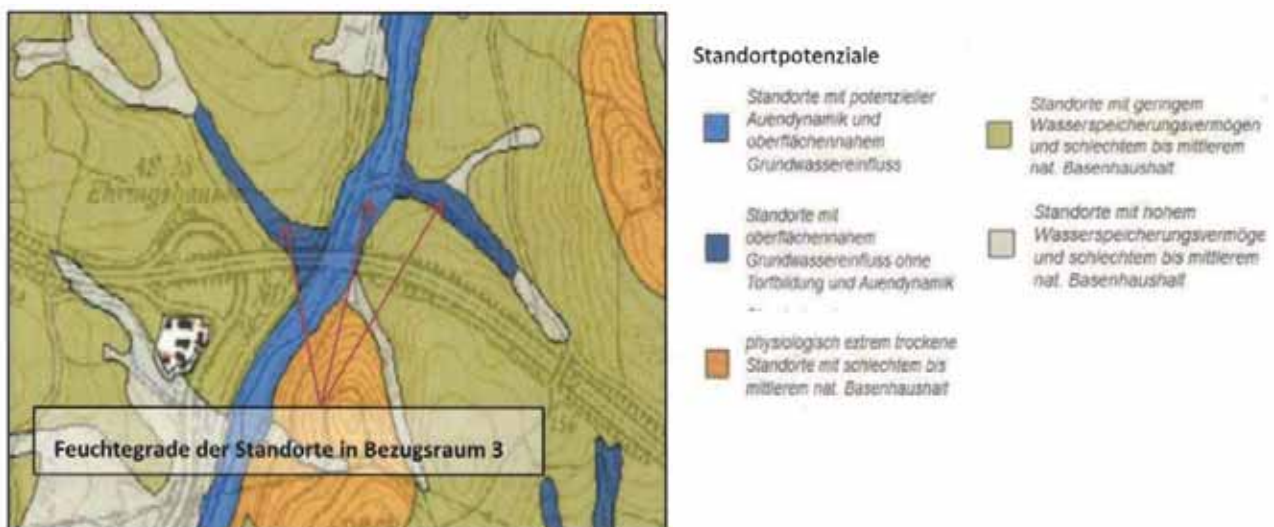 Ehringshausen
35
Feuchtegrade der Standorte in Bezugsraum 3
Standortpotenziale
Standorte mit potenzieller
Auendynamik und
oberflächennahem
Grundwassereinfluss
Standorte mit
oberflächennahem
Grundwassereinfluss ohne
Torfbildung und Auendynamik
physiologisch extrem trockene
Standorte mit schlechtem bis
mittlerem nat. Basenhaushalt
Standorte mit geringem
Wasserspeicherungsvermögen
und schlechtem bis mittlerem
nat. Basenhaushalt
Standorte mit hohem
Wasserspeicherungsvermöge
und schlechtem bis mittlerem
nat. Basenhaushalt